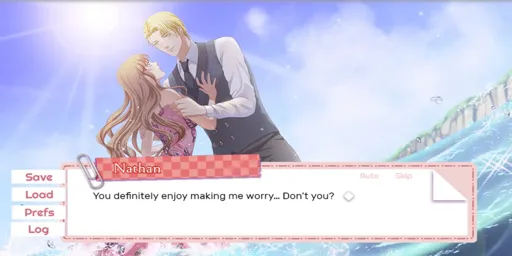 Nathan
Auto Skip
You definitely enjoy making me worry... Don't you?
Save
Load
Prefs
Log